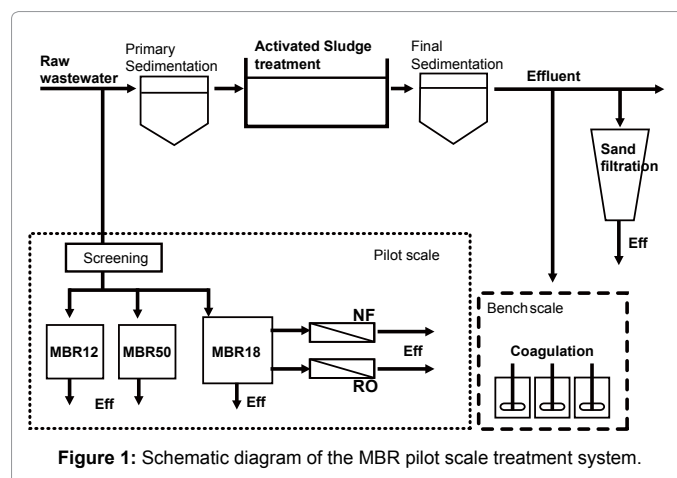 Raw
wastewater
Primary
Sedimentation
Activated Sludge
treatment
Final
Sedimentation
Effluent
Sand
filtration
Eff
Screening
Pilot scale
MBR12
MBR50
MBR18
NF
Eff
RO
Eff
Eff
Bench scale
Coagulation
Figure 1: Schematic diagram of the MBR pilot scale treatment system.